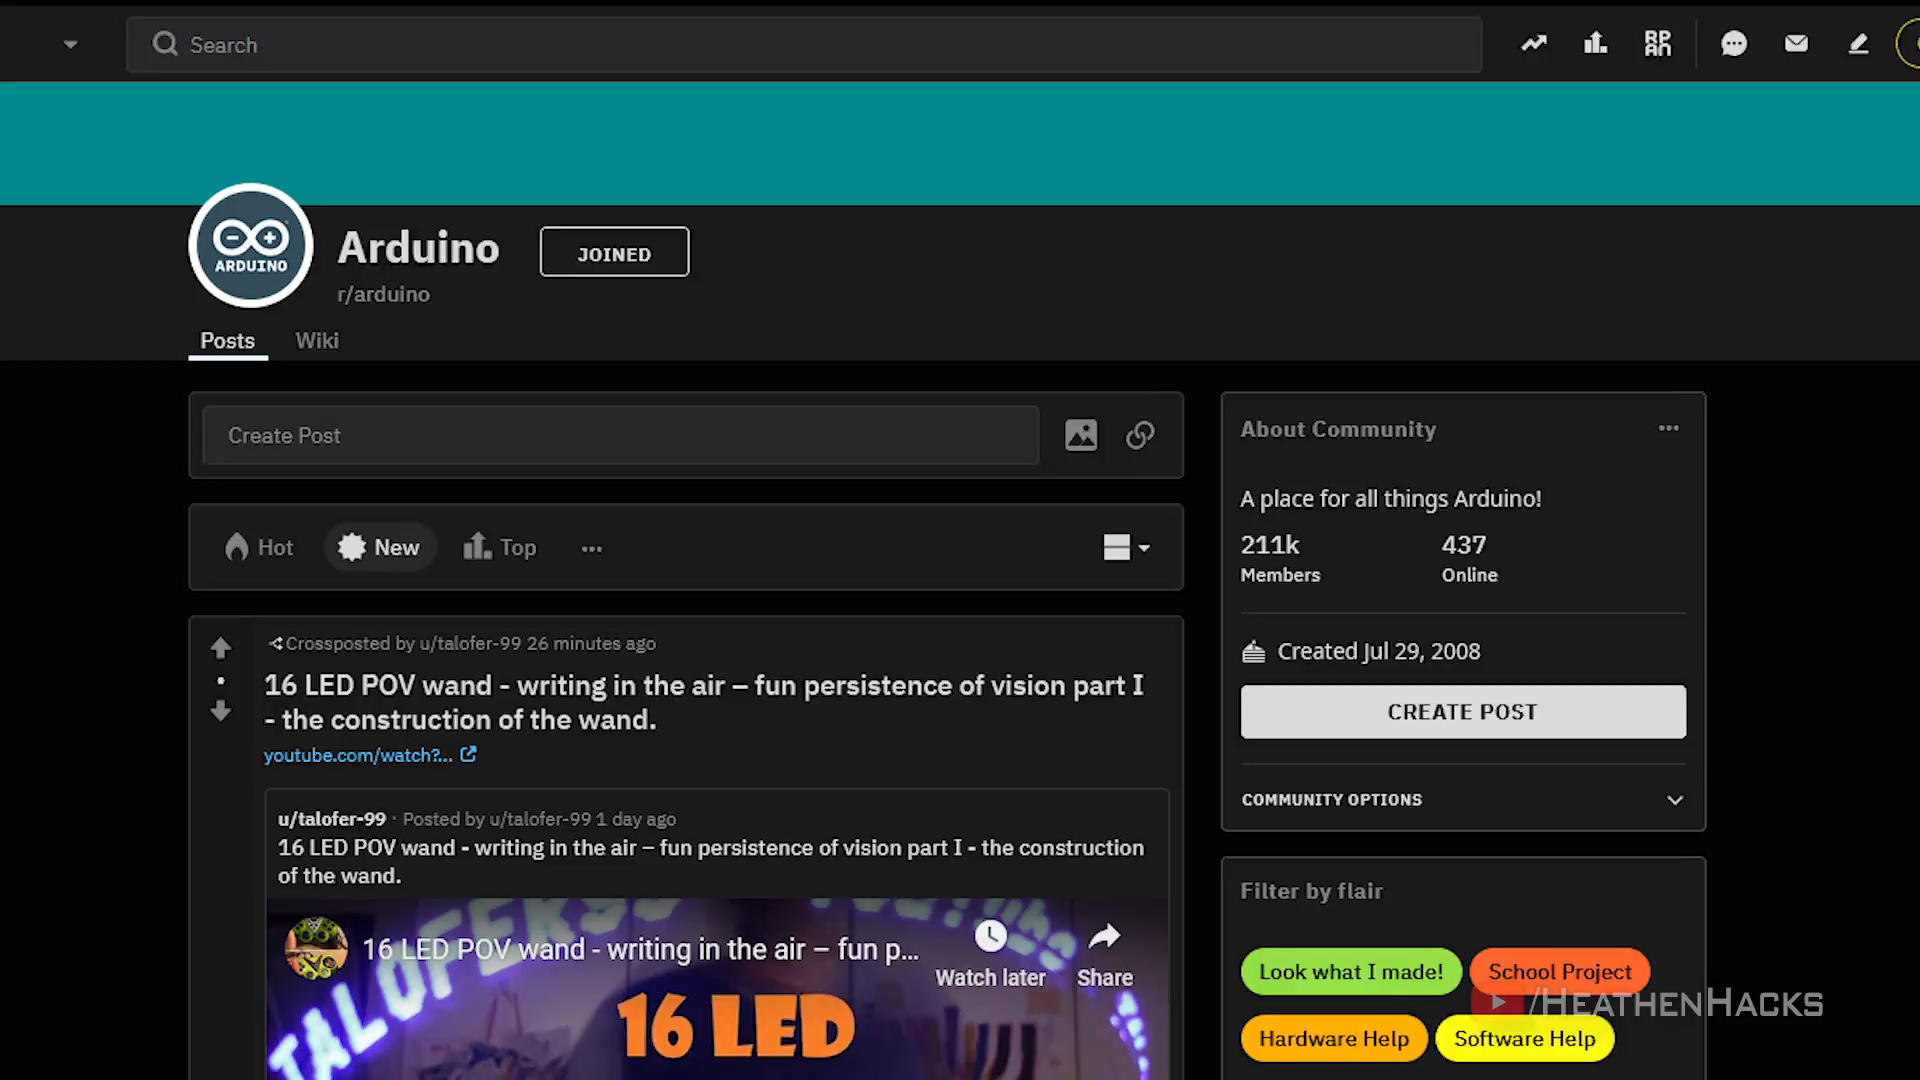 Search
RPAN
ARDUINO
Arduino
JOINED
r/arduino
Posts
Wiki
Create Post
Hot
New
Top
Crossposted by u/talofer-99 26 minutes ago
16 LED POV wand - writing in the air – fun persistence of vision part I
- the construction of the wand.
youtube.com/watch?...
u/talofer-99 · Posted by u/talofer-99 1 day ago
16 LED POV wand - writing in the air – fun persistence of vision part I - the construction
of the wand.
16 LED POV wand - writing in the air – fun p...
Watch later
Share
16 LED
About Community
A place for all things Arduino!
211k
437
Members
Online
Created Jul 29, 2008
CREATE POST
COMMUNITY OPTIONS
Filter by flair
Look what I made!
School Project
/HEATHENHACKS
Hardware Help
Software Help